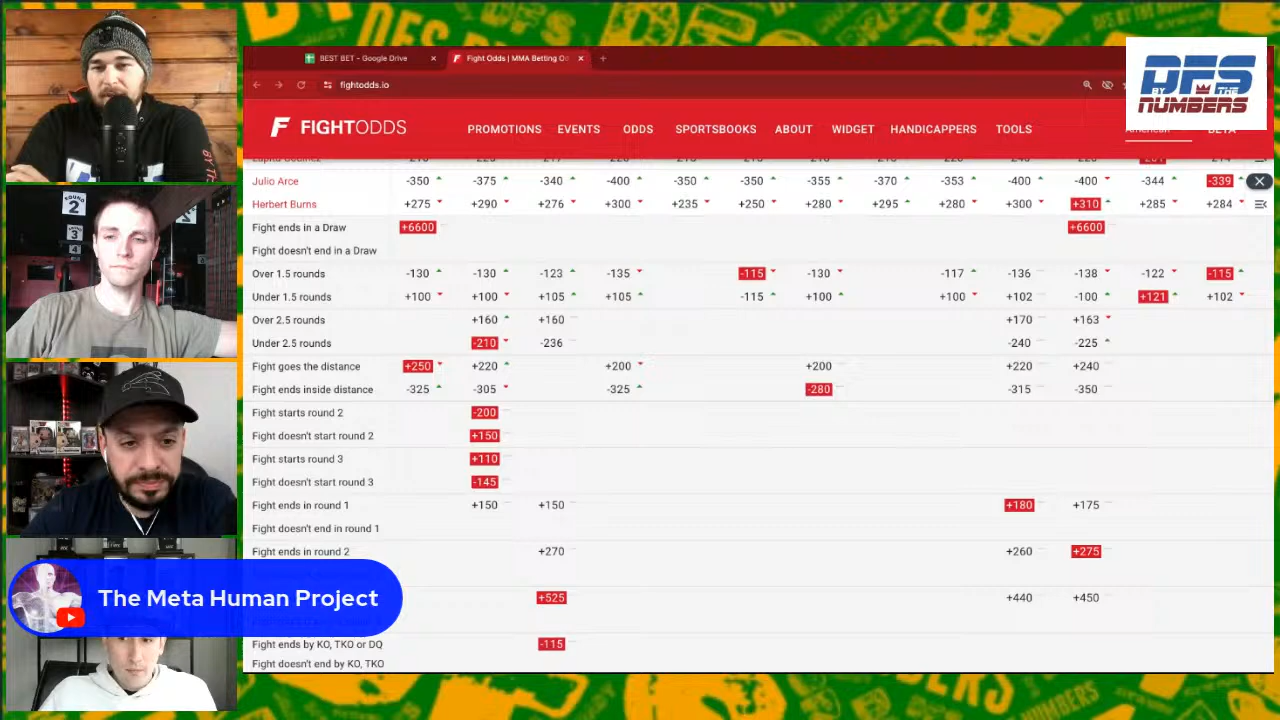 BEST BET - Google Drive × Fight Odds | MMA Betting Od × +
fightodds.io
DFS
BY THE
NUMBERS
FIGHTODDS PROMOTIONS EVENTS ODDS SPORTSBOOKS ABOUT WIDGET HANDICAPPERS TOOLS
Julio Arce -350 -375 -340 -400 -350 -350 -355 -370 -353 -400 -400 -344 -339
Herbert Burns +275 +290 +276 +300 +235 +250 +280 +295 +280 +300 +310 +285 +284
Fight ends in a Draw +6600 +6600
Fight doesn't end in a Draw
Over 1.5 rounds -130 -130 -123 -135 -115 -130 -117 -136 -138 -122 -115
Under 1.5 rounds +100 +100 +105 +105 -115 +100 +100 +102 -100 +121 +102
Over 2.5 rounds +160 +160 +170 +163
Under 2.5 rounds -210 -236 -240 -225
Fight goes the distance +250 +220 +200 +200 +220 +240
Fight ends inside distance -325 -305 -325 -280 -315 -350
Fight starts round 2 -200
Fight doesn't start round 2 +150
Fight starts round 3 +110
Fight doesn't start round 3 -145
Fight ends in round 1 +150 +150 +180 +175
Fight doesn't end in round 1
Fight ends in round 2 +270 +260 +275
The Meta Human Project
+525 +440 +450
Fight ends by KO, TKO or DQ -115
Fight doesn't end by KO, TKO
ROUND
2
ROUND
3
4